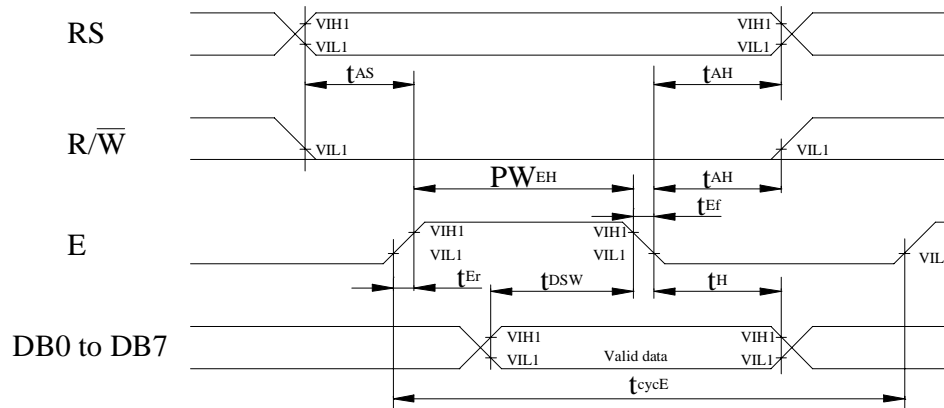 RS
VIH1
VIL1
VIH1
VIL1
tAS
tAH
R/W̅
VIL1
VIL1
PWEH
tAH
tEf
E
VIH1
VIL1
VIH1
VIL1
VIL
tEr
tDSW
tH
DB0 to DB7
VIH1
VIL1
Valid data
VIH1
VIL1
tcycE